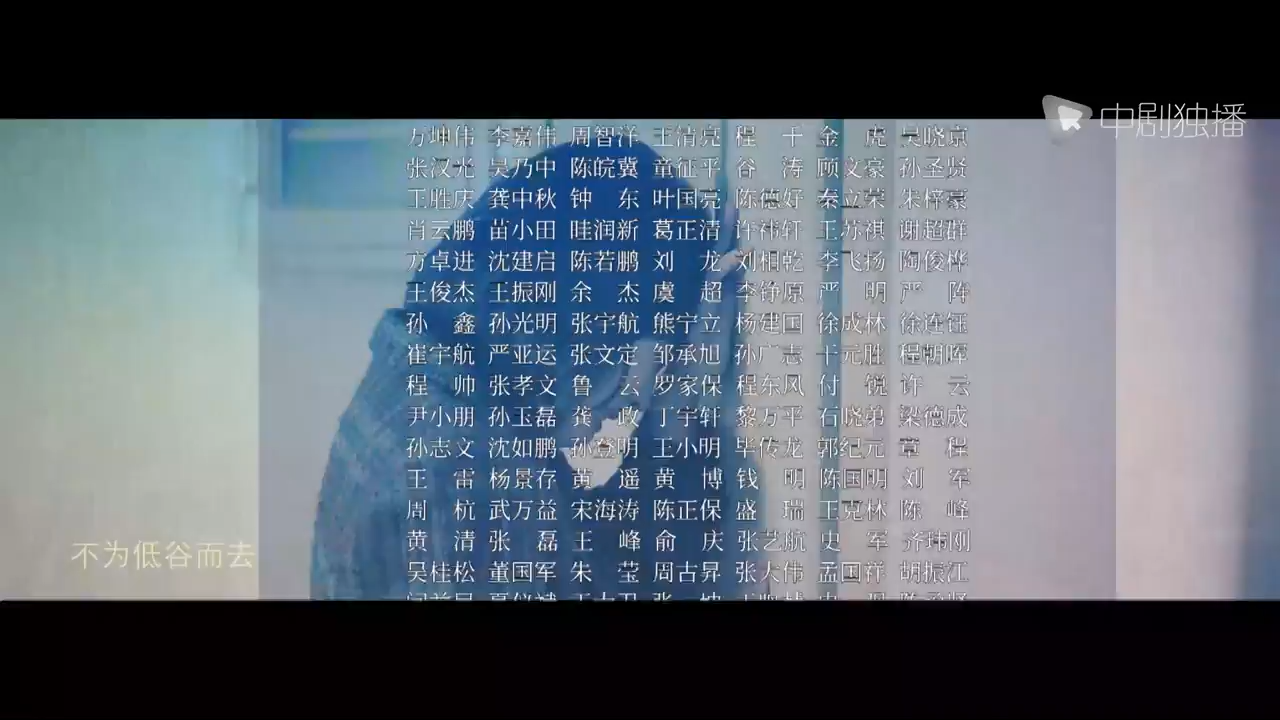 中剧独播
万坤伟 李嘉伟 周智洋 王清亮 程 千 金 虎 吴晓京
张汉光 吴乃中 陈皖冀 童征平 谷 涛 顾文豪 孙圣贤
王胜庆 龚中秋 钟 东 叶国亮 陈德好 秦立荣 朱梓豪
肖云鹏 苗小田 眭润新 葛正清 许祎轩 王苏祺 谢超群
方卓进 沈建启 陈若鹏 刘 龙 刘相乾 李飞扬 陶俊桦
王俊杰 王振刚 余 杰 虞 超 李铮原 严 明 严 阵
孙 鑫 孙光明 张宇航 熊宁立 杨建国 徐成林 徐连钰
崔宇航 严亚运 张文定 邹承旭 孙广志 干元胜 程朝晖
程 帅 张孝文 鲁 云 罗家保 程东风 付 锐 许 云
尹小朋 孙玉磊 龚 政 丁宇轩 黎万平 石晓弟 梁德成
孙志文 沈如鹏 孙登明 王小明 毕传龙 郭纪元 章 程
王 雷 杨景存 黄 遥 黄 博 钱 明 陈国明 刘 军
周 杭 武万益 宋海涛 陈正保 盛 瑞 王克林 陈 峰
黄 清 张 磊 王 峰 俞 庆 张艺航 史 军 齐玮刚
不为低谷而去
吴桂松 董国军 朱 莹 周古昇 张大伟 孟国祥 胡振江